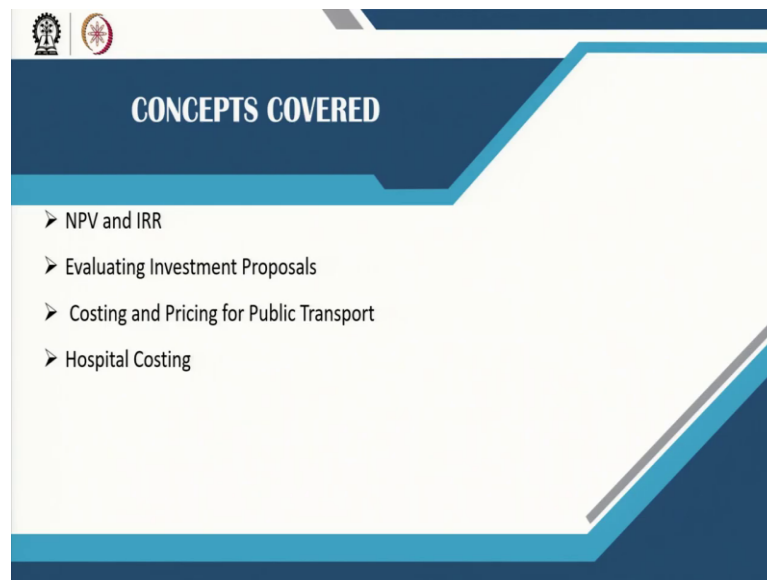 CONCEPTS COVERED
➢ NPV and IRR
➢ Evaluating Investment Proposals
➢ Costing and Pricing for Public Transport
➢ Hospital Costing